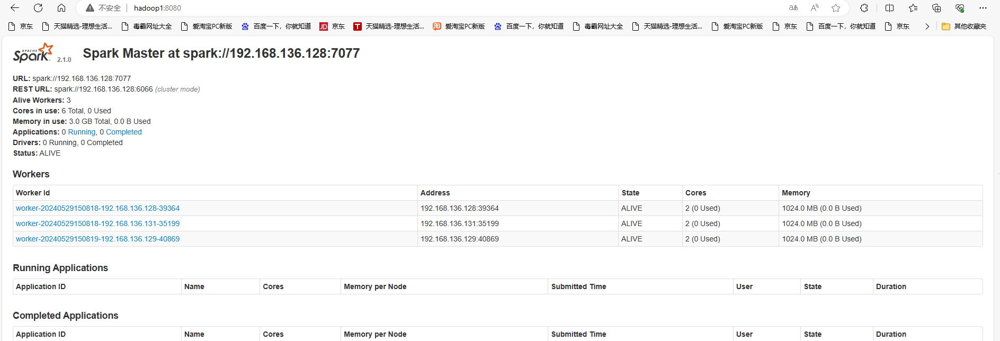 不安全 hadoop1:8080
京东 天猫精选-理想生活... 毒霸网址大全 爱淘宝PC新版 百度一下，你就知道 JD 京东 T 天猫精选-理想生活... 淘 爱淘宝PC新版 百度一下，你就知道 毒霸网址大全 天猫精选-理想生活... 爱淘宝PC新版 京东 百度一下，你就知道 京东 其他收藏夹
APACHE Spark 2.1.0 Spark Master at spark://192.168.136.128:7077
URL: spark://192.168.136.128:7077
REST URL: spark://192.168.136.128:6066 (cluster mode)
Alive Workers: 3
Cores in use: 6 Total, 0 Used
Memory in use: 3.0 GB Total, 0.0 B Used
Applications: 0 Running, 0 Completed
Drivers: 0 Running, 0 Completed
Status: ALIVE
Workers
Worker Id Address State Cores Memory
worker-20240529150818-192.168.136.128-39364 192.168.136.128:39364 ALIVE 2 (0 Used) 1024.0 MB (0.0 B Used)
worker-20240529150818-192.168.136.131-35199 192.168.136.131:35199 ALIVE 2 (0 Used) 1024.0 MB (0.0 B Used)
worker-20240529150819-192.168.136.129-40869 192.168.136.129:40869 ALIVE 2 (0 Used) 1024.0 MB (0.0 B Used)
Running Applications
Application ID Name Cores Memory per Node Submitted Time User State Duration
Completed Applications
Application ID Name Cores Memory per Node Submitted Time User State Duration